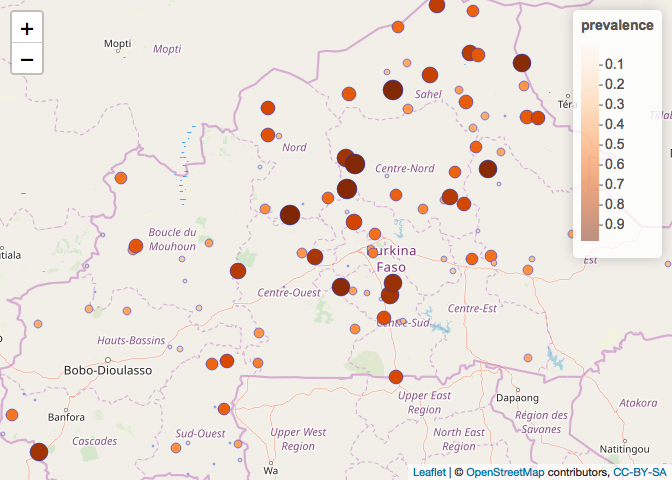 +
−
Mopti
Mopti
prevalence
0.1
0.2
0.3
0.4
0.5
0.6
0.7
0.8
0.9
Sahel
Téra
Tillab
Nord
Centre-Nord
Boucle du
Mouhoun
tiala
Burkina
Faso
Est
Centre-Ouest
Centre-Est
Centre-Sud
Hauts-Bassins
Bobo-Dioulasso
Banfora
Cascades
Sud-Ouest
Upper West
Region
Wa
Upper East
Region
North East
Region
Dapaong
Région des
Savanes
Atakora
Natitingou
Leaflet | © OpenStreetMap contributors, CC-BY-SA